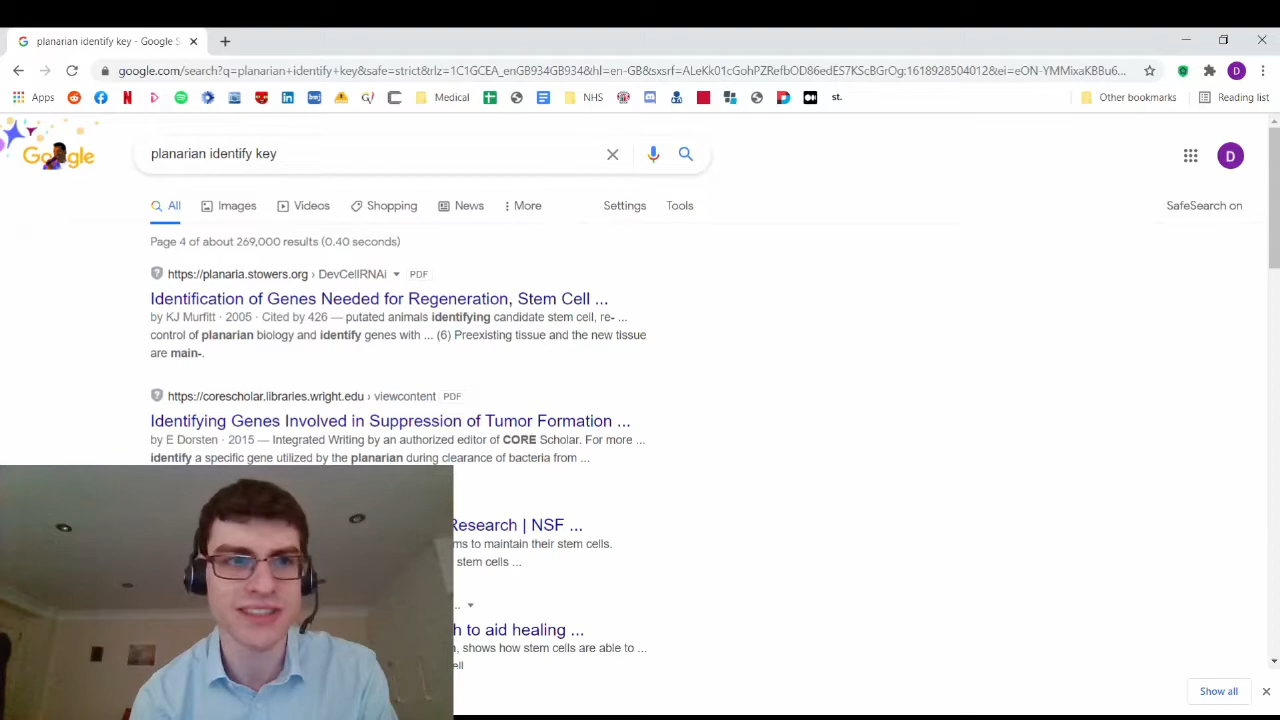 planarian identify key - Google S
google.com/search?q=planarian+identify+key&safe=strict&rlz=1C1GCEA_enGB934GB934&hl=en-GB&sxsrf=ALeKk01cGohPZRefbOD86edES7KScBGrOg:1618928504012&ei=eON-YMMixaKBBu6...
Apps
Medical
NHS
st.
Other bookmarks
Reading list
Google
planarian identify key
D
All
Images
Videos
Shopping
News
More
Settings
Tools
SafeSearch on
Page 4 of about 269,000 results (0.40 seconds)
https://planaria.stowers.org › DevCellRNAi PDF
Identification of Genes Needed for Regeneration, Stem Cell ...
by KJ Murfitt · 2005 · Cited by 426 — putated animals identifying candidate stem cell, re- ...
control of planarian biology and identify genes with ... (6) Preexisting tissue and the new tissue
are main-.
https://corescholar.libraries.wright.edu › viewcontent PDF
Identifying Genes Involved in Suppression of Tumor Formation ...
by E Dorsten · 2015 — Integrated Writing by an authorized editor of CORE Scholar. For more ...
identify a specific gene utilized by the planarian during clearance of bacteria from ...
Research | NSF ...
ms to maintain their stem cells.
stem cells ...
...
h to aid healing ...
, shows how stem cells are able to ...
ell
Show all